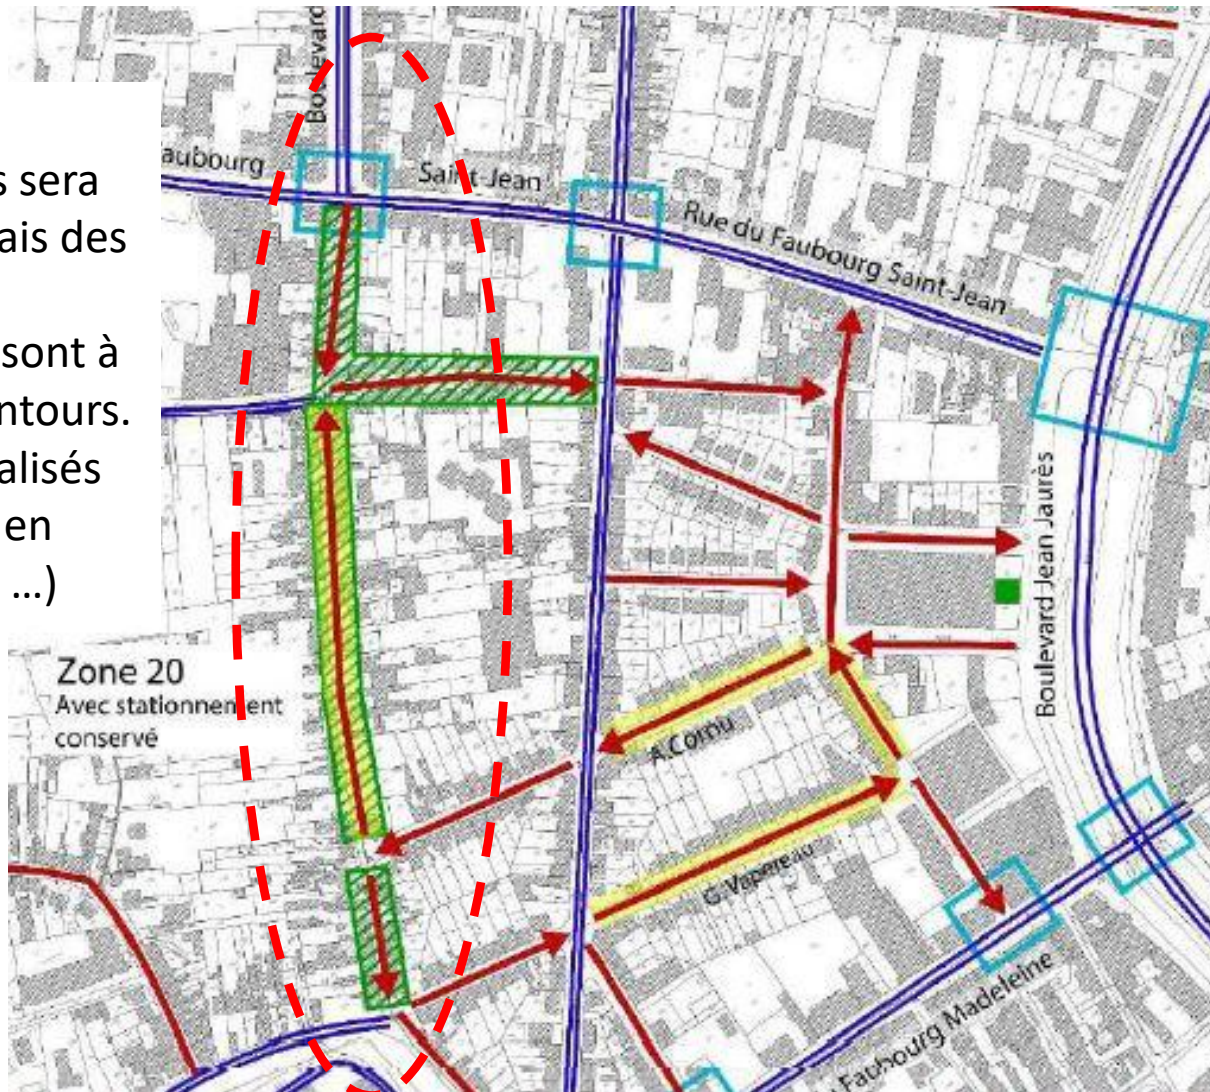 s sera
ais des
sont à
ntours.
alisés
en
...)
Boulevard
aubourg
Saint-Jean
Rue du Faubourg Saint-Jean
Boulevard Jean Jaurès
Zone 20
Avec stationnement
conservé
A.Cornu
G.Vapereau
Faubourg Madeleine